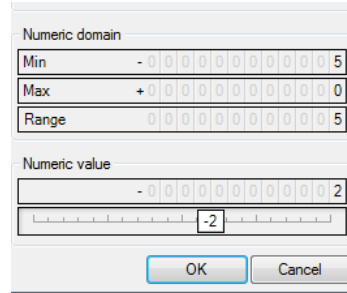 Numeric domain
Min - 0 0 0 0 0 0 0 0 0 0 5
Max + 0 0 0 0 0 0 0 0 0 0 0
Range 0 0 0 0 0 0 0 0 0 0 5
Numeric value
- 0 0 0 0 0 0 0 0 0 0 2
-2
OK Cancel